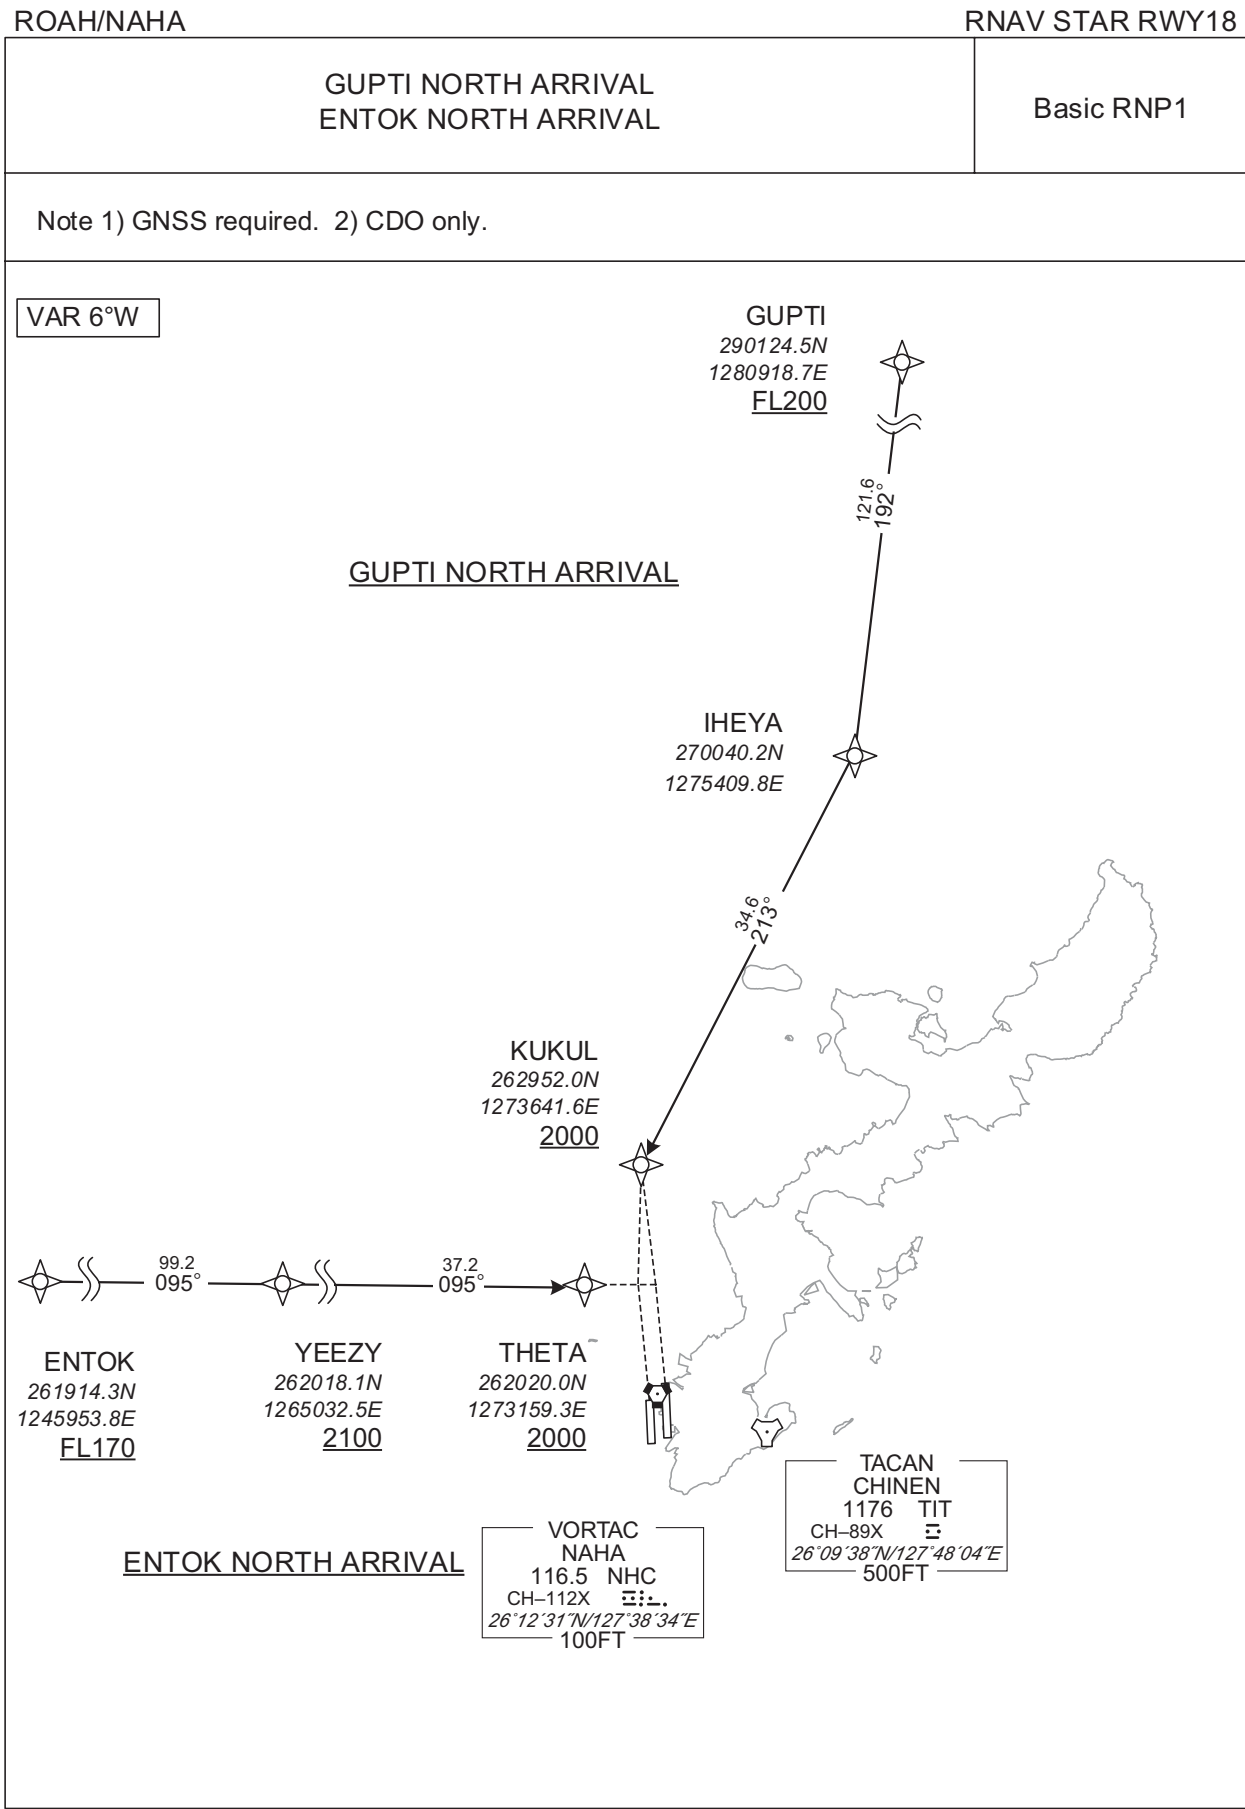 ROAH/NAHA
RNAV STAR RWY18
GUPTI NORTH ARRIVAL
ENTOK NORTH ARRIVAL
Basic RNP1
Note 1) GNSS required.  2) CDO only.
VAR 6°W
GUPTI
290124.5N
1280918.7E
FL200
121.6
192°
GUPTI NORTH ARRIVAL
IHEYA
270040.2N
1275409.8E
34.6
213°
KUKUL
262952.0N
1273641.6E
2000
99.2
095°
37.2
095°
ENTOK
261914.3N
1245953.8E
FL170
YEEZY
262018.1N
1265032.5E
2100
THETA
262020.0N
1273159.3E
2000
ENTOK NORTH ARRIVAL
VORTAC
NAHA
116.5 NHC
CH–112X
26°12´31˝N/127°38´34˝E
100FT
TACAN
CHINEN
1176 TIT
CH–89X
26°09´38˝N/127°48´04˝E
500FT